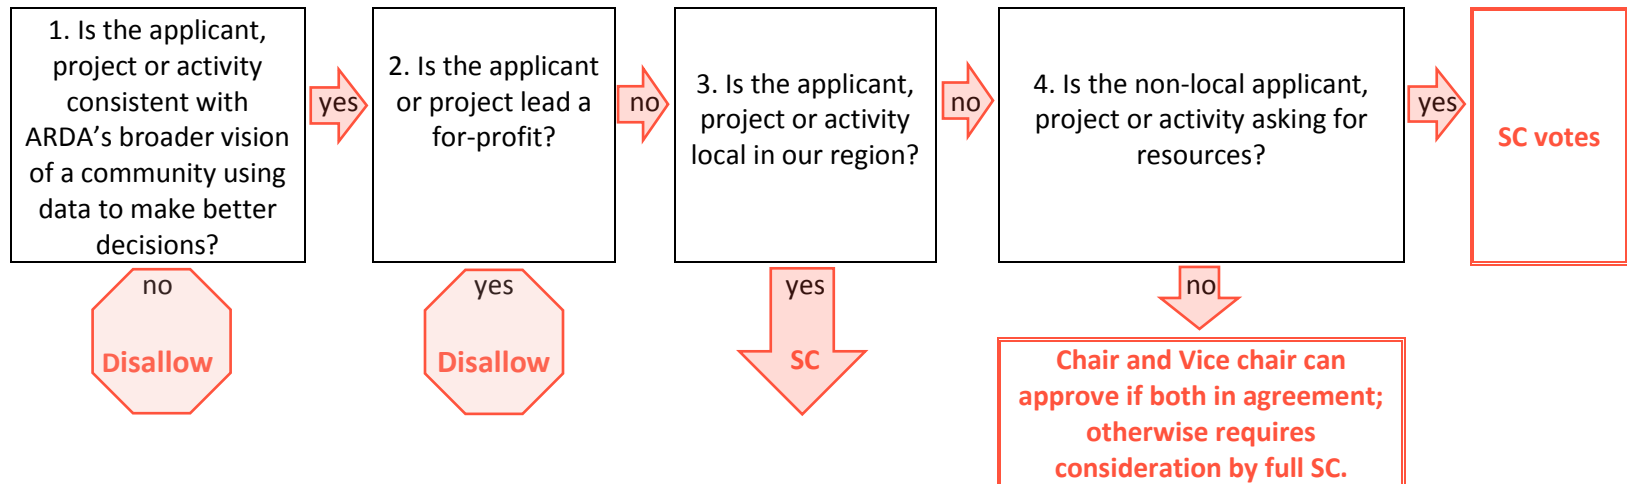 1. Is the applicant,
project or activity
consistent with
ARDA’s broader vision
of a community using
data to make better
decisions?
no
Disallow
yes
2. Is the applicant
or project lead a
for-profit?
yes
Disallow
no
3. Is the applicant,
project or activity
local in our region?
yes
SC
no
4. Is the non-local applicant,
project or activity asking for
resources?
no
Chair and Vice chair can
approve if both in agreement;
otherwise requires
consideration by full SC.
yes
SC votes